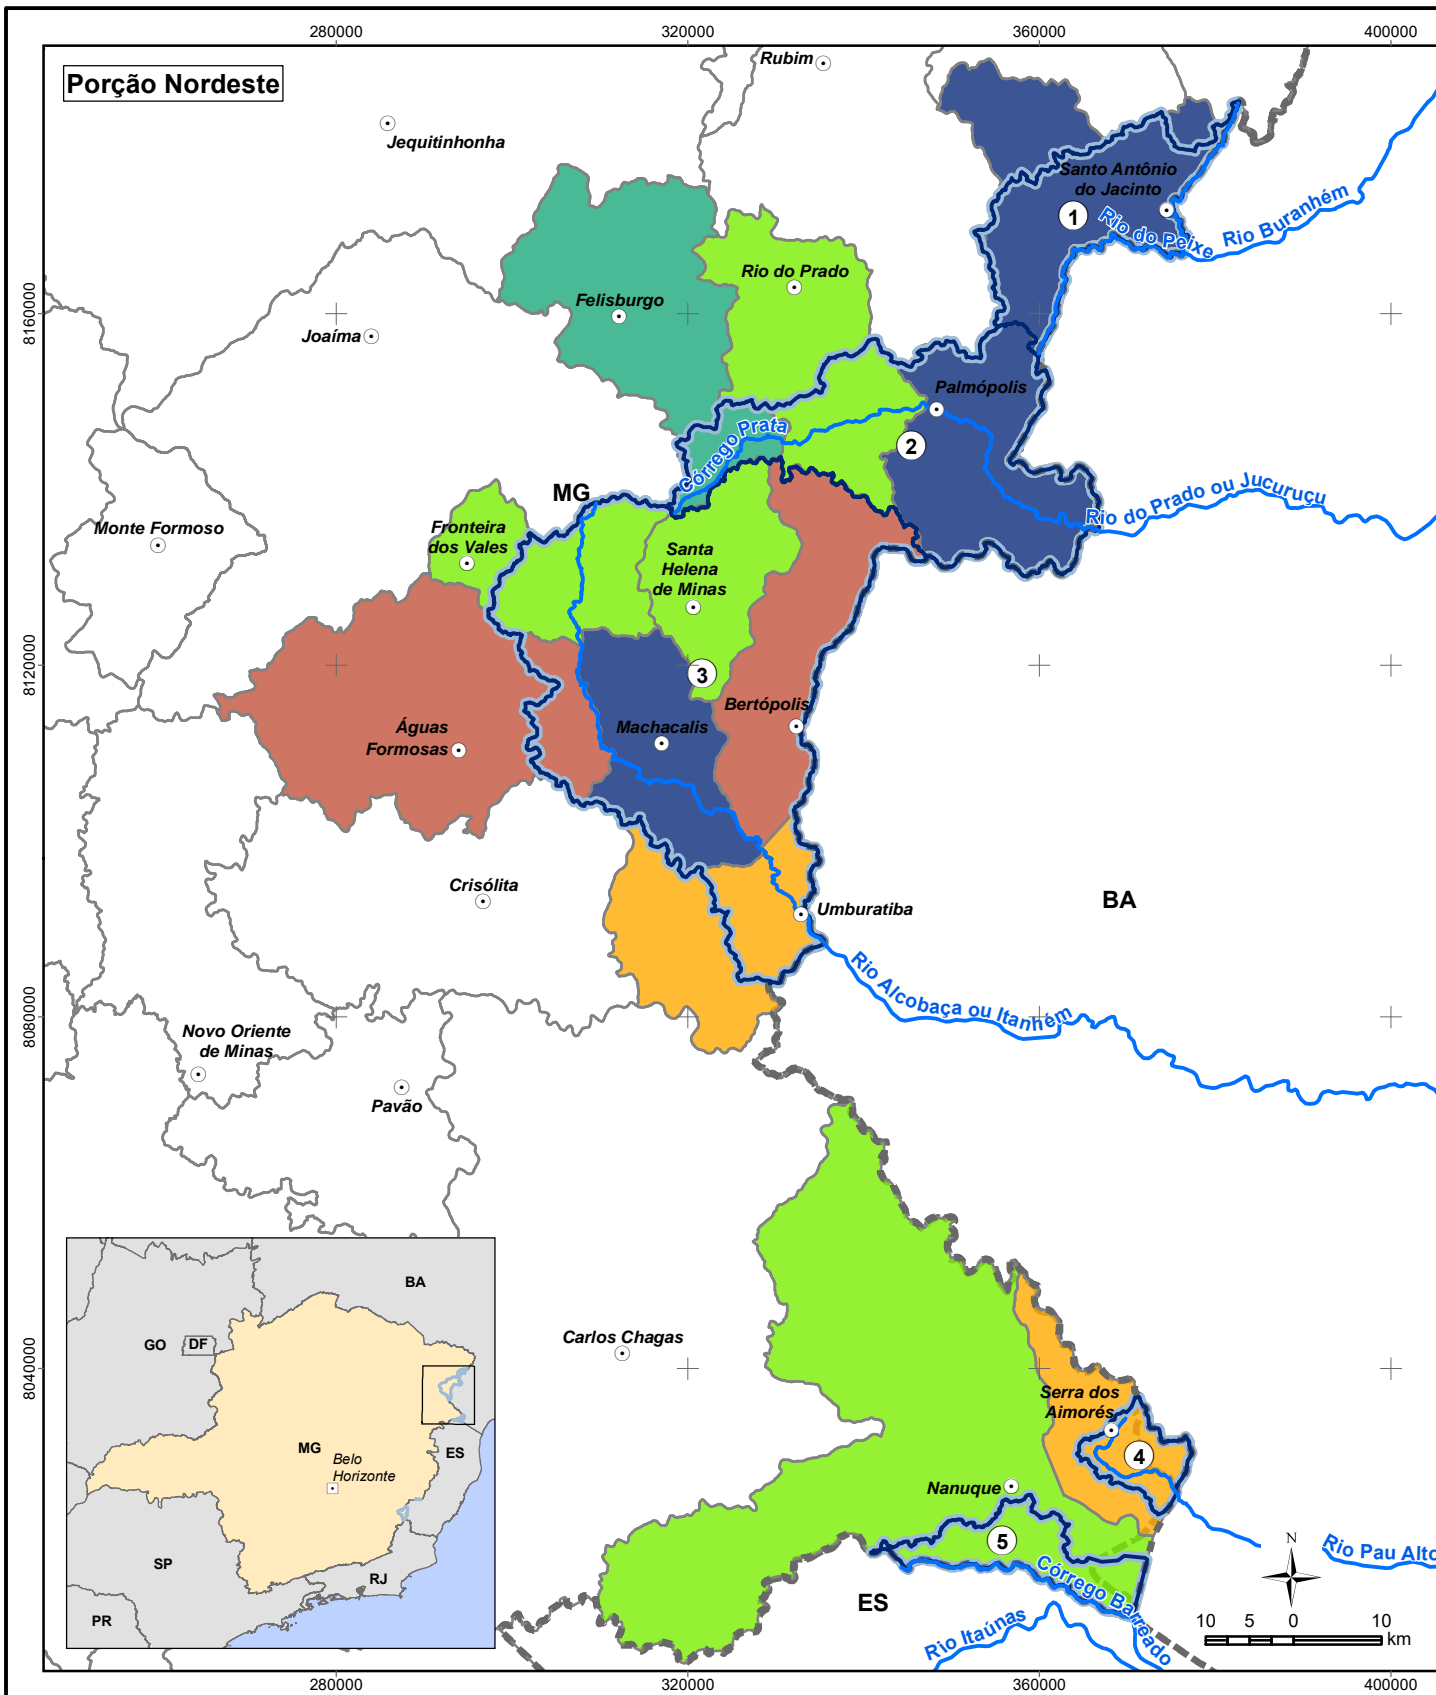 280000
320000
360000
400000
Porção Nordeste
Rubim
Jequitinhonha
Santo Antônio
do Jacinto
1
Rio do Peixe
Rio Buranhém
Rio do Prado
Felisburgo
8160000
Joaíma
Palmópolis
Córrego Prata
2
MG
Rio do Prado ou Jucuruçu
Monte Formoso
Fronteira
dos Vales
Santa
Helena
de Minas
8120000
3
Bertópolis
Águas
Formosas
Machacalis
Crisólita
Umburatiba
BA
Rio Alcobaça ou Itanhém
8080000
Novo Oriente
de Minas
Pavão
Carlos Chagas
8040000
Serra dos
Aimorés
4
Nanuque
5
Córrego Barreado
Rio Pau Alto
ES
Rio Itaúnas
BA
GO
DF
MG
Belo
Horizonte
ES
SP
RJ
PR
N
10 5 0 10
km
280000
320000
360000
400000